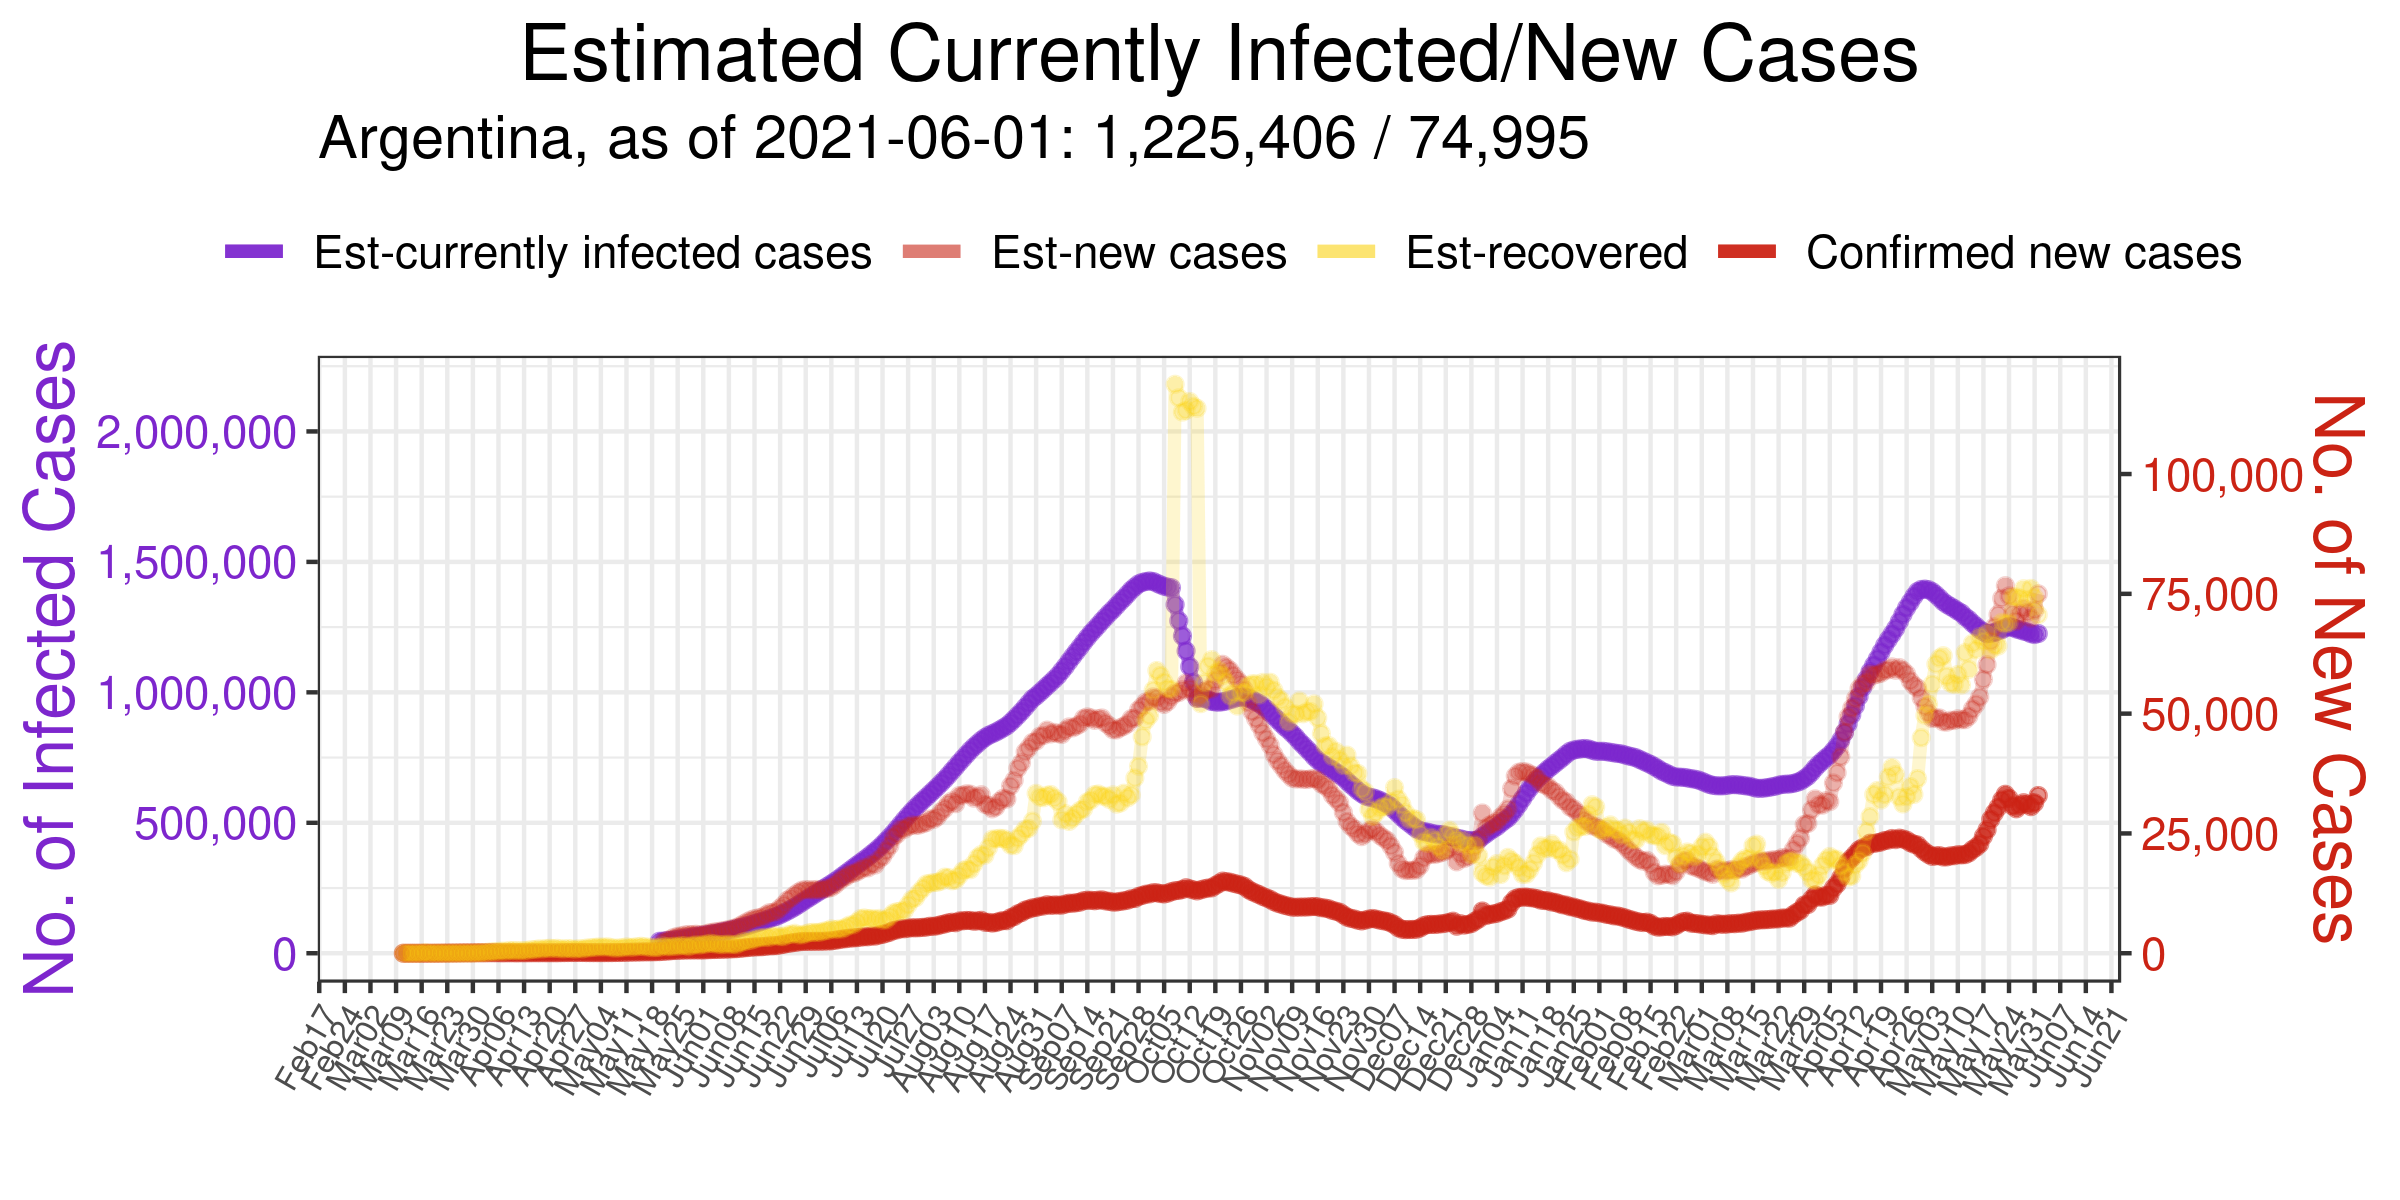 Estimated Currently Infected/New Cases
Argentina, as of 2021-06-01: 1,225,406 / 74,995
Est-currently infected cases
Est-new cases
Est-recovered
Confirmed new cases
No. of Infected Cases
2,000,000
1,500,000
1,000,000
500,000
0
100,000
75,000
50,000
25,000
0
No. of New Cases
Feb17
Feb24
Mar02
Mar09
Mar16
Mar23
Mar30
Apr06
Apr13
Apr20
Apr27
May04
May11
May18
May25
Jun01
Jun08
Jun15
Jun22
Jun29
Jul06
Jul13
Jul20
Jul27
Aug03
Aug10
Aug17
Aug24
Aug31
Sep07
Sep14
Sep21
Sep28
Oct05
Oct12
Oct19
Oct26
Nov02
Nov09
Nov16
Nov23
Nov30
Dec07
Dec14
Dec21
Dec28
Jan04
Jan11
Jan18
Jan25
Feb01
Feb08
Feb15
Feb22
Mar01
Mar08
Mar15
Mar22
Mar29
Apr05
Apr12
Apr19
Apr26
May03
May10
May17
May24
May31
Jun07
Jun14
Jun21